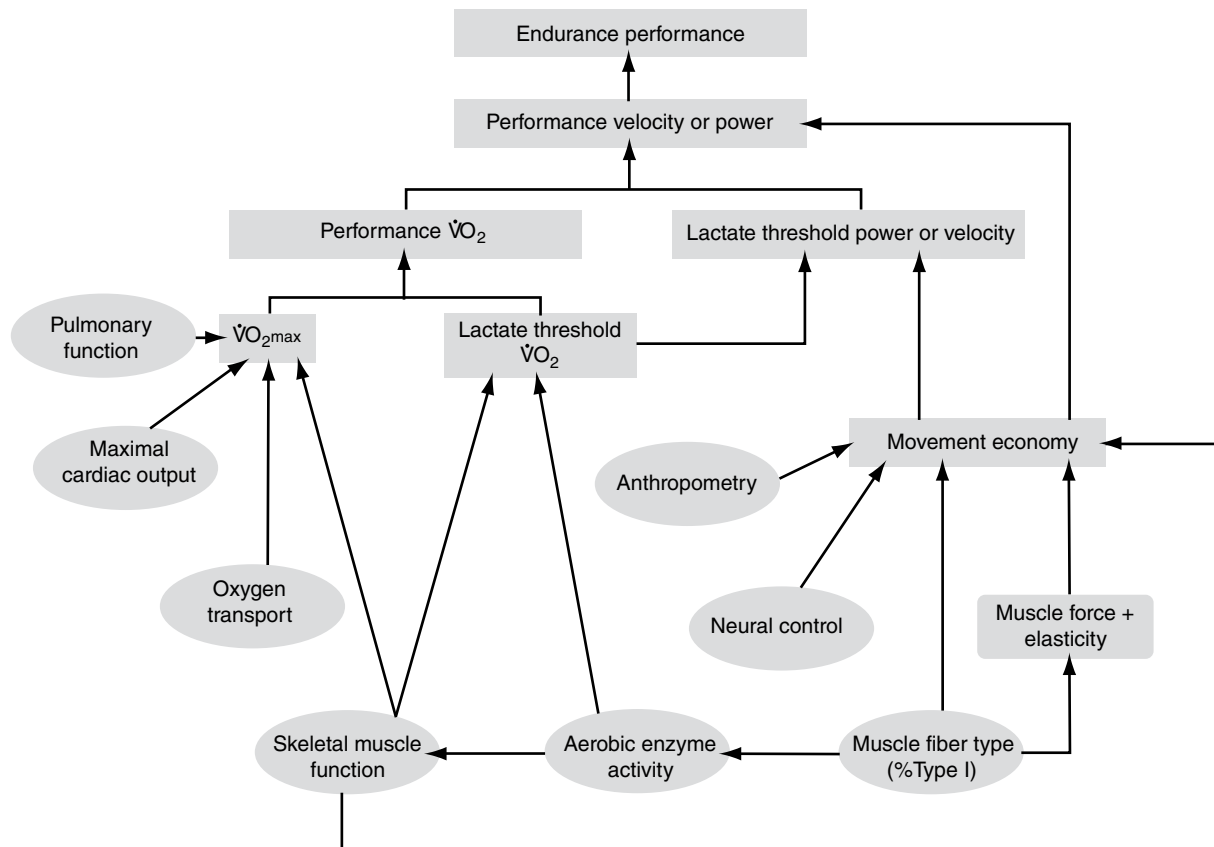 Endurance performance
Performance velocity or power
Performance V̇O₂
Lactate threshold power or velocity
Pulmonary
function
V̇O₂max
Lactate threshold
V̇O₂
Maximal
cardiac output
Movement economy
Anthropometry
Oxygen
transport
Neural control
Muscle force +
elasticity
Skeletal muscle
function
Aerobic enzyme
activity
Muscle fiber type
(%Type I)